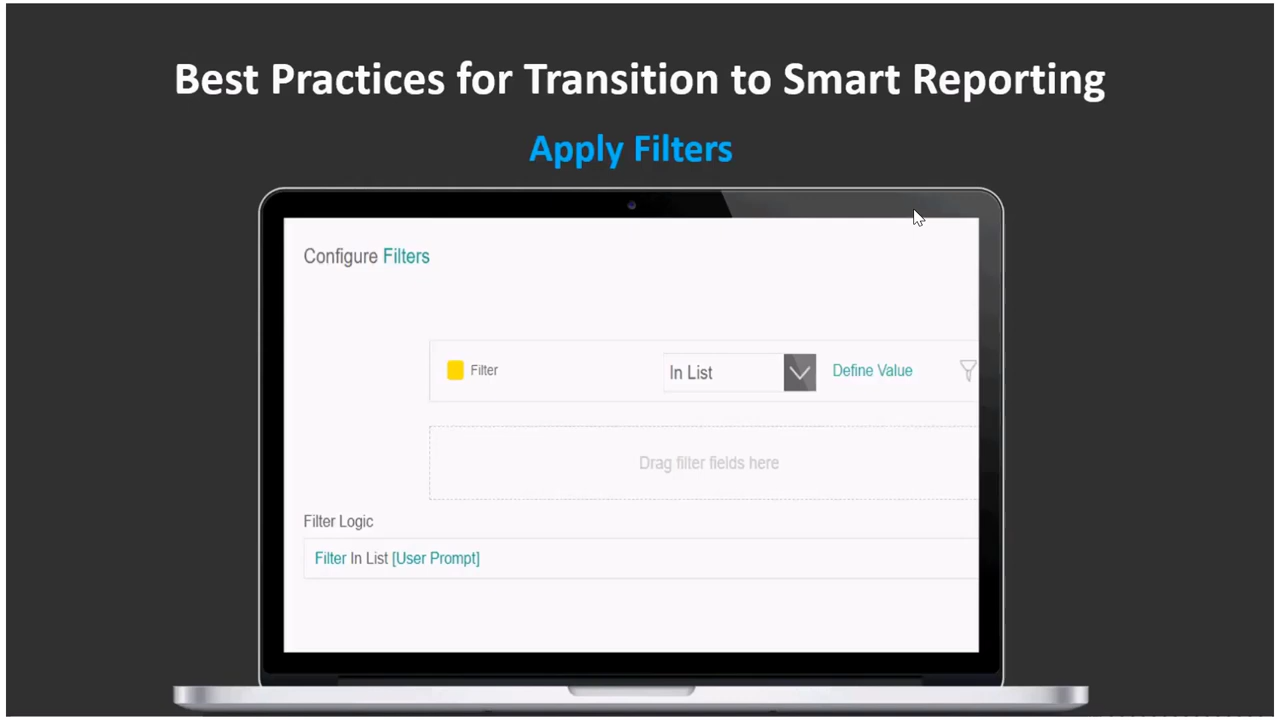 Best Practices for Transition to Smart Reporting
Apply Filters
Configure Filters
Filter In List Define Value
Drag filter fields here
Filter Logic
Filter In List [User Prompt]